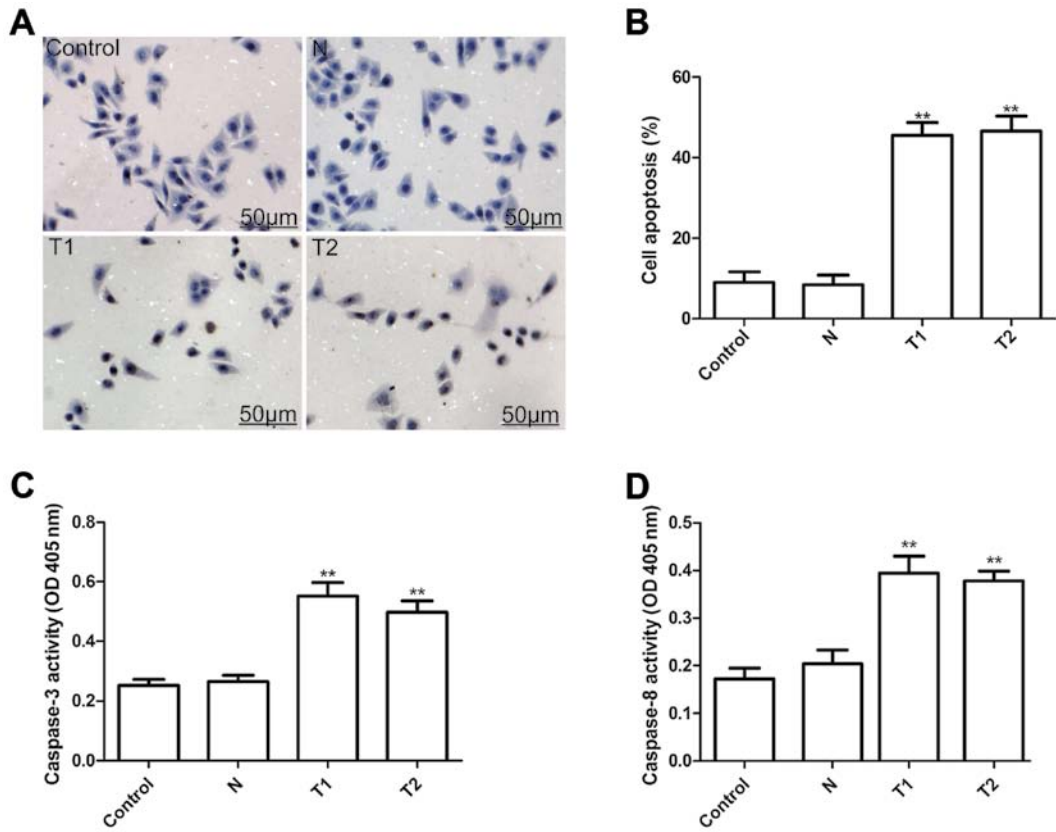 A
Control
N
50µm
50µm
T1
T2
50µm
50µm
B
Cell apoptosis (%)
60
40
20
0
**
**
Control
N
T1
T2
C
Caspase-3 activity (OD 405 nm)
0.8
0.6
0.4
0.2
0.0
**
**
Control
N
T1
T2
D
Caspase-8 activity (OD 405 nm)
0.5
0.4
0.3
0.2
0.1
0.0
**
**
Control
N
T1
T2